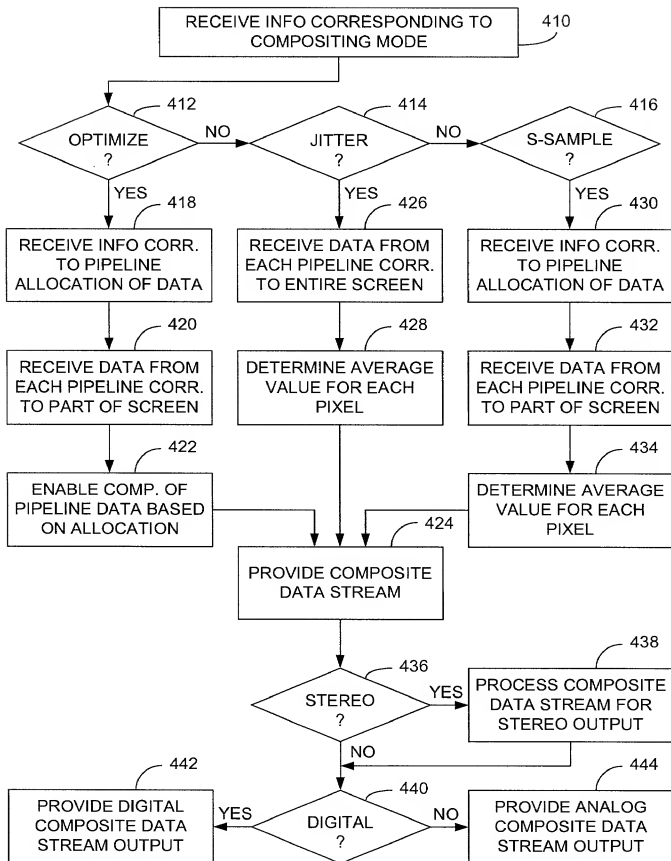 RECEIVE INFO CORRESPONDING TO
COMPOSITING MODE
410
412
OPTIMIZE
?
NO
YES
414
JITTER
?
NO
YES
416
S-SAMPLE
?
YES
418
RECEIVE INFO CORR.
TO PIPELINE
ALLOCATION OF DATA
426
RECEIVE DATA FROM
EACH PIPELINE CORR.
TO ENTIRE SCREEN
430
RECEIVE INFO CORR.
TO PIPELINE
ALLOCATION OF DATA
420
RECEIVE DATA FROM
EACH PIPELINE CORR.
TO PART OF SCREEN
428
DETERMINE AVERAGE
VALUE FOR EACH
PIXEL
432
RECEIVE DATA FROM
EACH PIPELINE CORR.
TO PART OF SCREEN
422
ENABLE COMP. OF
PIPELINE DATA BASED
ON ALLOCATION
434
DETERMINE AVERAGE
VALUE FOR EACH
PIXEL
424
PROVIDE COMPOSITE
DATA STREAM
436
STEREO
?
YES
NO
438
PROCESS COMPOSITE
DATA STREAM FOR
STEREO OUTPUT
440
DIGITAL
?
YES
NO
442
PROVIDE DIGITAL
COMPOSITE DATA
STREAM OUTPUT
444
PROVIDE ANALOG
COMPOSITE DATA
STREAM OUTPUT